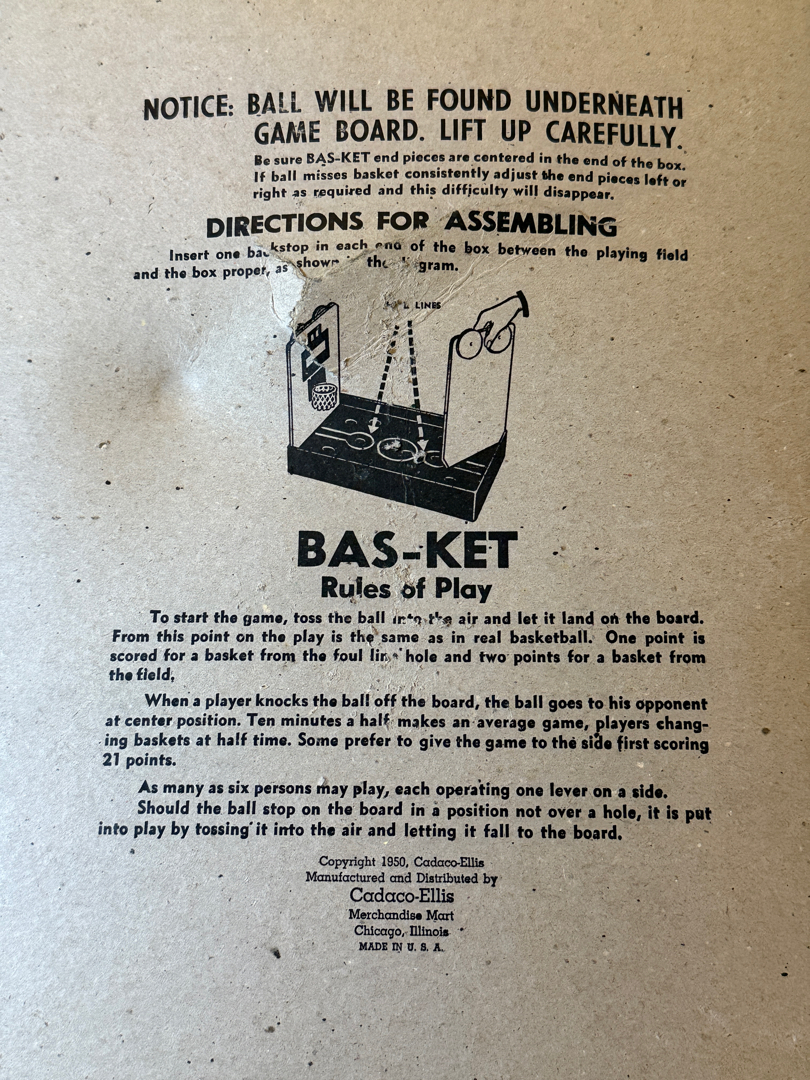 NOTICE: BALL WILL BE FOUND UNDERNEATH
GAME BOARD. LIFT UP CAREFULLY.
Be sure BAS-KET end pieces are centered in the end of the box.
If ball misses basket consistently adjust the end pieces left or
right as required and this difficulty will disappear.
DIRECTIONS FOR ASSEMBLING
Insert one backstop in each end of the box between the playing field
and the box proper, as shown the diagram.
LINES
BAS-KET
Rules of Play
To start the game, toss the ball into the air and let it land on the board.
From this point on the play is the same as in real basketball. One point is
scored for a basket from the foul line hole and two points for a basket from
the field.
When a player knocks the ball off the board, the ball goes to his opponent
at center position. Ten minutes a half makes an average game, players chang-
ing baskets at half time. Some prefer to give the game to the side first scoring
21 points.
As many as six persons may play, each operating one lever on a side.
Should the ball stop on the board in a position not over a hole, it is put
into play by tossing it into the air and letting it fall to the board.
Copyright 1950, Cadaco-Ellis
Manufactured and Distributed by
Cadaco-Ellis
Merchandise Mart
Chicago, Illinois
MADE IN U. S. A.